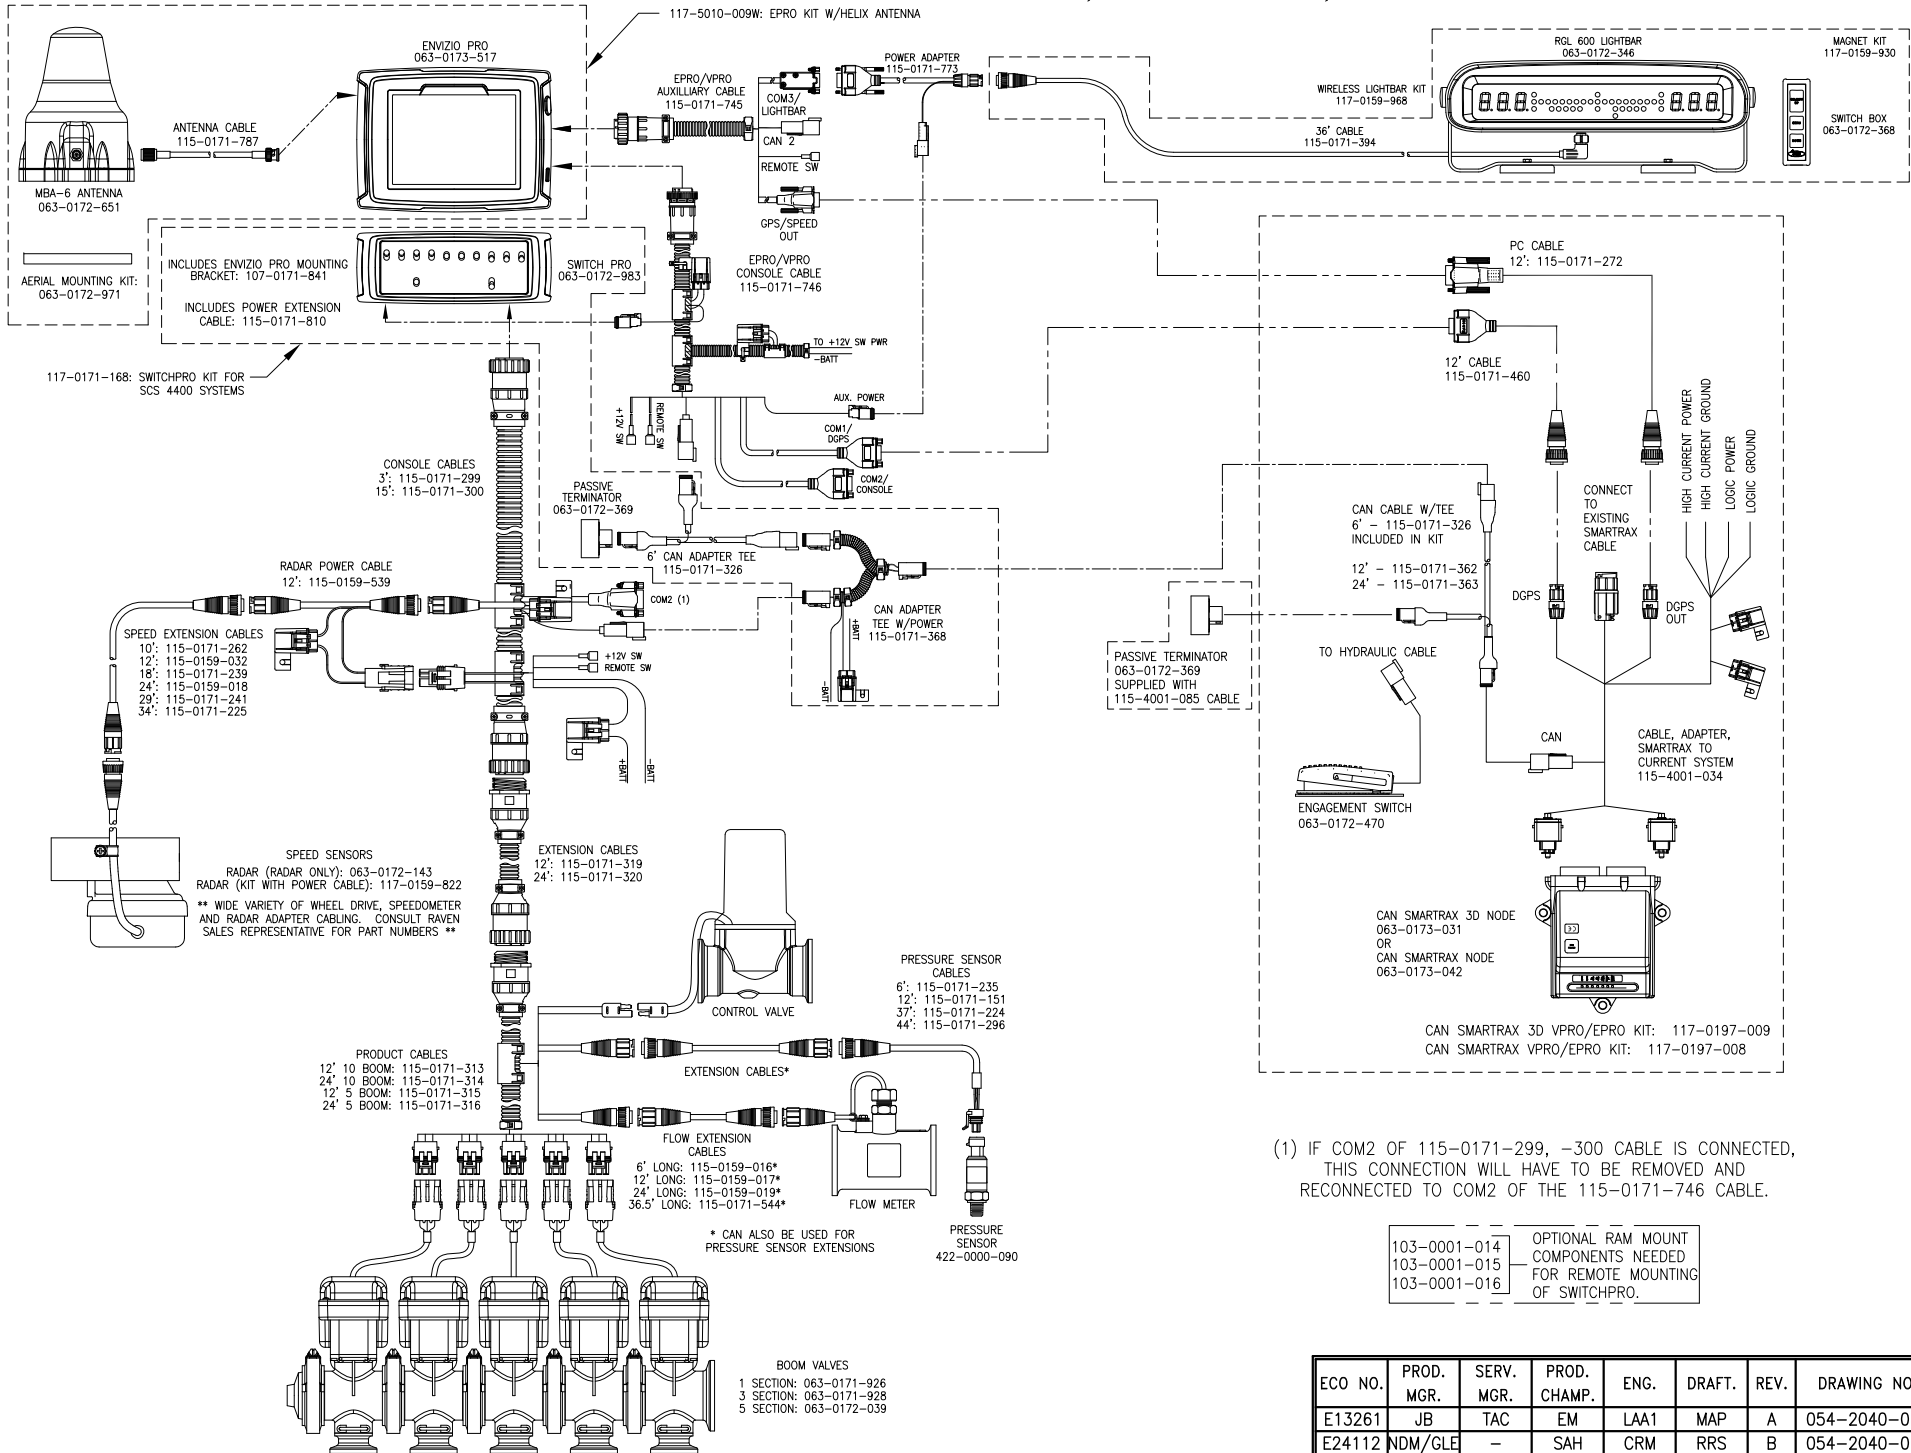 117-5010-009W: EPRO KIT W/HELIX ANTENNA
ENVIZIO PRO
063-0173-517
ANTENNA CABLE
115-0171-787
MBA-6 ANTENNA
063-0172-651
AERIAL MOUNTING KIT:
063-0172-971
INCLUDES ENVIZIO PRO MOUNTING
BRACKET: 107-0171-841
INCLUDES POWER EXTENSION
CABLE: 115-0171-810
SWITCH PRO
063-0172-983
117-0171-168: SWITCHPRO KIT FOR
SCS 4400 SYSTEMS
EPRO/VPRO
AUXILLIARY CABLE
115-0171-745
COM3/
LIGHTBAR
CAN 2
REMOTE SW
GPS/SPEED
OUT
POWER ADAPTER
115-0171-773
WIRELESS LIGHTBAR KIT
117-0159-968
36' CABLE
115-0171-394
RGL 600 LIGHTBAR
063-0172-346
MAGNET KIT
117-0159-930
SWITCH BOX
063-0172-368
EPRO/VPRO
CONSOLE CABLE
115-0171-746
TO +12V SW PWR
-BATT
+12V SW
REMOTE SW
AUX. POWER
COM1/
DGPS
COM2/
CONSOLE
PC CABLE
12': 115-0171-272
12' CABLE
115-0171-460
HIGH CURRENT POWER
HIGH CURRENT GROUND
LOGIC POWER
LOGIIC GROUND
CONSOLE CABLES
3': 115-0171-299
15': 115-0171-300
PASSIVE
TERMINATOR
063-0172-369
6' CAN ADAPTER TEE
115-0171-326
CAN ADAPTER
TEE W/POWER
115-0171-368
+BATT
-BATT
CAN CABLE W/TEE
6' - 115-0171-326
INCLUDED IN KIT
12' - 115-0171-362
24' - 115-0171-363
CONNECT
TO
EXISTING
SMARTRAX
CABLE
DGPS
DGPS
OUT
RADAR POWER CABLE
12': 115-0159-539
COM2 (1)
SPEED EXTENSION CABLES
10': 115-0171-262
12': 115-0159-032
18': 115-0171-239
24': 115-0159-018
29': 115-0171-241
34': 115-0171-225
+12V SW
REMOTE SW
+BATT
-BATT
PASSIVE TERMINATOR
063-0172-369
SUPPLIED WITH
115-4001-085 CABLE
TO HYDRAULIC CABLE
CAN
CABLE, ADAPTER,
SMARTRAX TO
CURRENT SYSTEM
115-4001-034
ENGAGEMENT SWITCH
063-0172-470
SPEED SENSORS
RADAR (RADAR ONLY): 063-0172-143
RADAR (KIT WITH POWER CABLE): 117-0159-822
** WIDE VARIETY OF WHEEL DRIVE, SPEEDOMETER
AND RADAR ADAPTER CABLING. CONSULT RAVEN
SALES REPRESENTATIVE FOR PART NUMBERS **
EXTENSION CABLES
12': 115-0171-319
24': 115-0171-320
CONTROL VALVE
PRESSURE SENSOR
CABLES
6': 115-0171-235
12': 115-0171-151
37': 115-0171-224
44': 115-0171-296
CAN SMARTRAX 3D NODE
063-0173-031
OR
CAN SMARTRAX NODE
063-0173-042
CAN SMARTRAX 3D VPRO/EPRO KIT: 117-0197-009
CAN SMARTRAX VPRO/EPRO KIT: 117-0197-008
PRODUCT CABLES
12' 10 BOOM: 115-0171-313
24' 10 BOOM: 115-0171-314
12' 5 BOOM: 115-0171-315
24' 5 BOOM: 115-0171-316
EXTENSION CABLES*
FLOW EXTENSION
CABLES
6' LONG: 115-0159-016*
12' LONG: 115-0159-017*
24' LONG: 115-0159-019*
36.5' LONG: 115-0171-544*
FLOW METER
* CAN ALSO BE USED FOR
PRESSURE SENSOR EXTENSIONS
PRESSURE
SENSOR
422-0000-090
(1) IF COM2 OF 115-0171-299, -300 CABLE IS CONNECTED,
THIS CONNECTION WILL HAVE TO BE REMOVED AND
RECONNECTED TO COM2 OF THE 115-0171-746 CABLE.
103-0001-014
103-0001-015
103-0001-016
OPTIONAL RAM MOUNT
COMPONENTS NEEDED
FOR REMOTE MOUNTING
OF SWITCHPRO.
BOOM VALVES
1 SECTION: 063-0171-926
3 SECTION: 063-0171-928
5 SECTION: 063-0172-039
ECO NO. PROD. MGR. SERV. MGR. PROD. CHAMP. ENG. DRAFT. REV. DRAWING NO
E13261 JB TAC EM LAA1 MAP A 054-2040-0
E24112 NDM/GLE - SAH CRM RRS B 054-2040-0